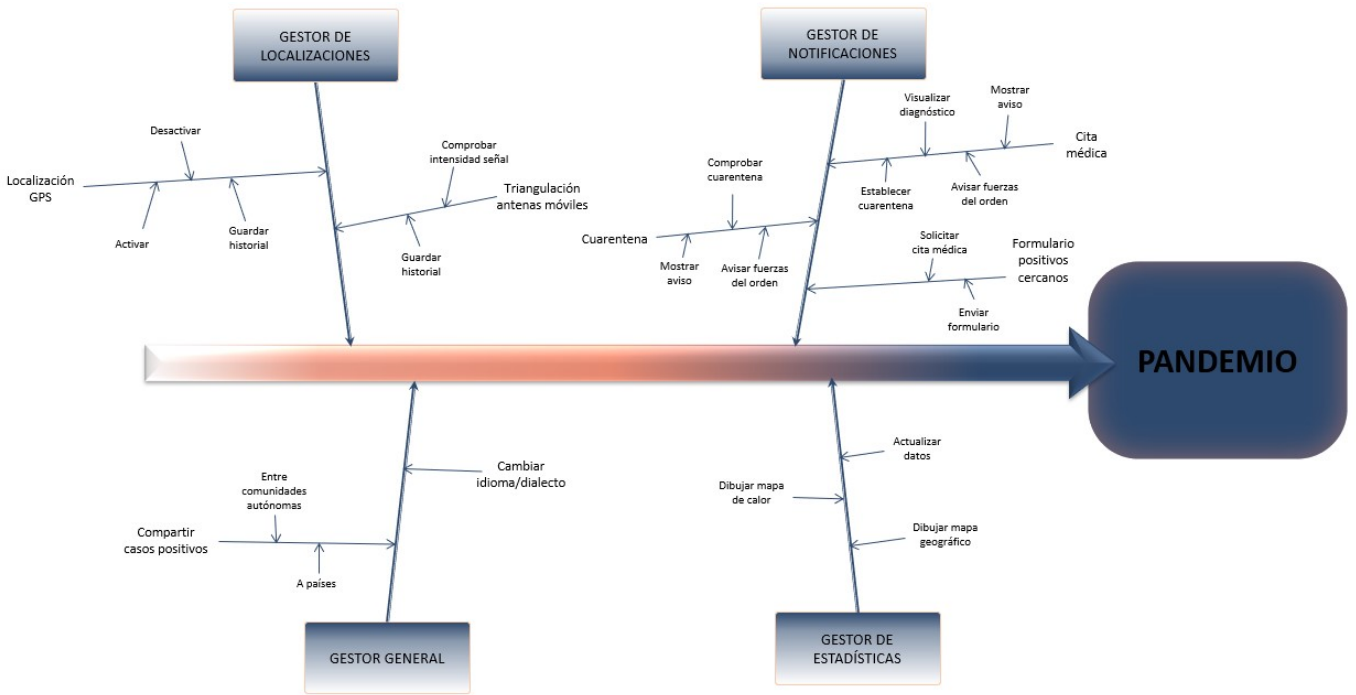 GESTOR DE
LOCALIZACIONES
GESTOR DE
NOTIFICACIONES
Desactivar
Localización
GPS
Activar
Guardar
historial
Comprobar
intensidad señal
Triangulación
antenas móviles
Guardar
historial
Visualizar
diagnóstico
Mostrar
aviso
Cita
médica
Establecer
cuarentena
Avisar fuerzas
del orden
Comprobar
cuarentena
Cuarentena
Mostrar
aviso
Avisar fuerzas
del orden
Solicitar
cita médica
Formulario
positivos
cercanos
Enviar
formulario
PANDEMIO
Entre
comunidades
autónomas
Compartir
casos positivos
A países
Cambiar
idioma/dialecto
Actualizar
datos
Dibujar mapa
de calor
Dibujar mapa
geográfico
GESTOR GENERAL
GESTOR DE
ESTADÍSTICAS